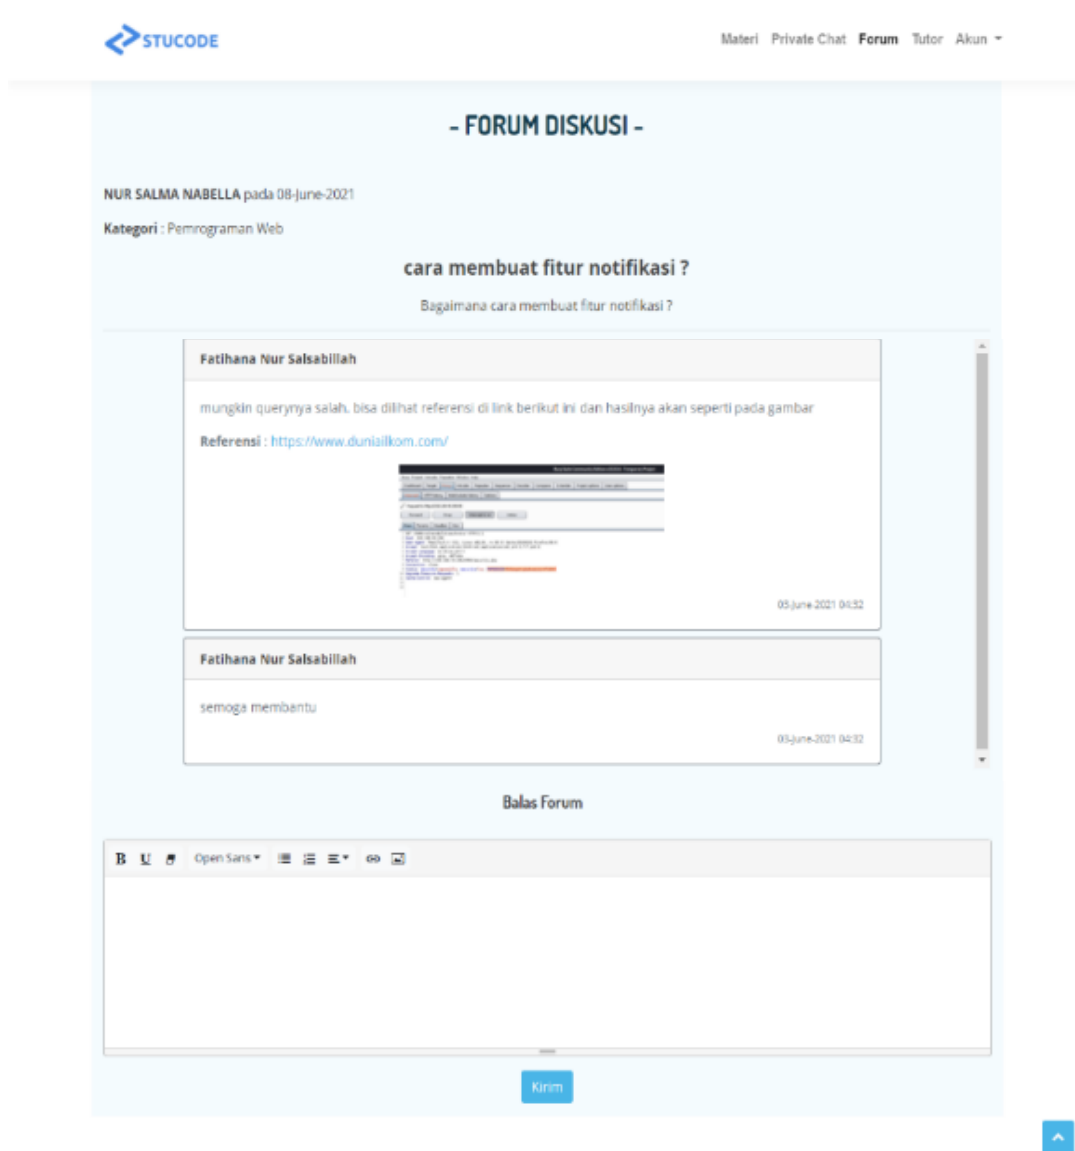 STUCODE
Materi Private Chat Forum Tutor Akun
- FORUM DISKUSI -
NUR SALMA NABELLA pada 08-June-2021
Kategori : Pemrograman Web
cara membuat fitur notifikasi ?
Bagaimana cara membuat fitur notifikasi ?
Fatihana Nur Salsabillah
mungkin querynya salah. bisa dilihat referensi di link berikut ini dan hasilnya akan seperti pada gambar
Referensi : https://www.duniailkom.com/
03-June-2021 04:32
Fatihana Nur Salsabillah
semoga membantu
03-June-2021 04:32
Balas Forum
B U Open Sans
Kirim